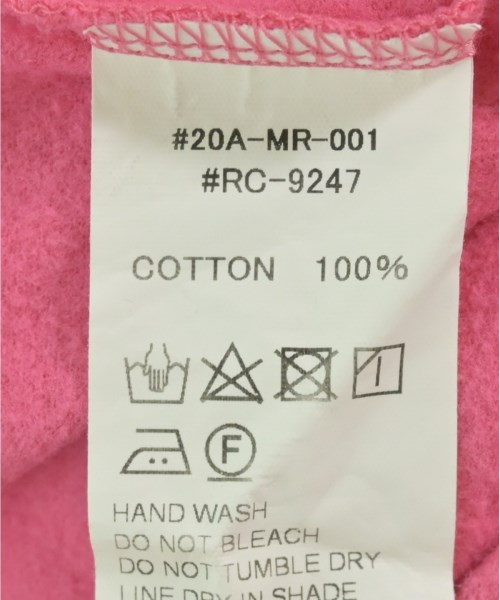 #20A-MR-001
#RC-9247
COTTON 100%
F
HAND WASH
DO NOT BLEACH
DO NOT TUMBLE DRY
LINE DRY IN SHADE